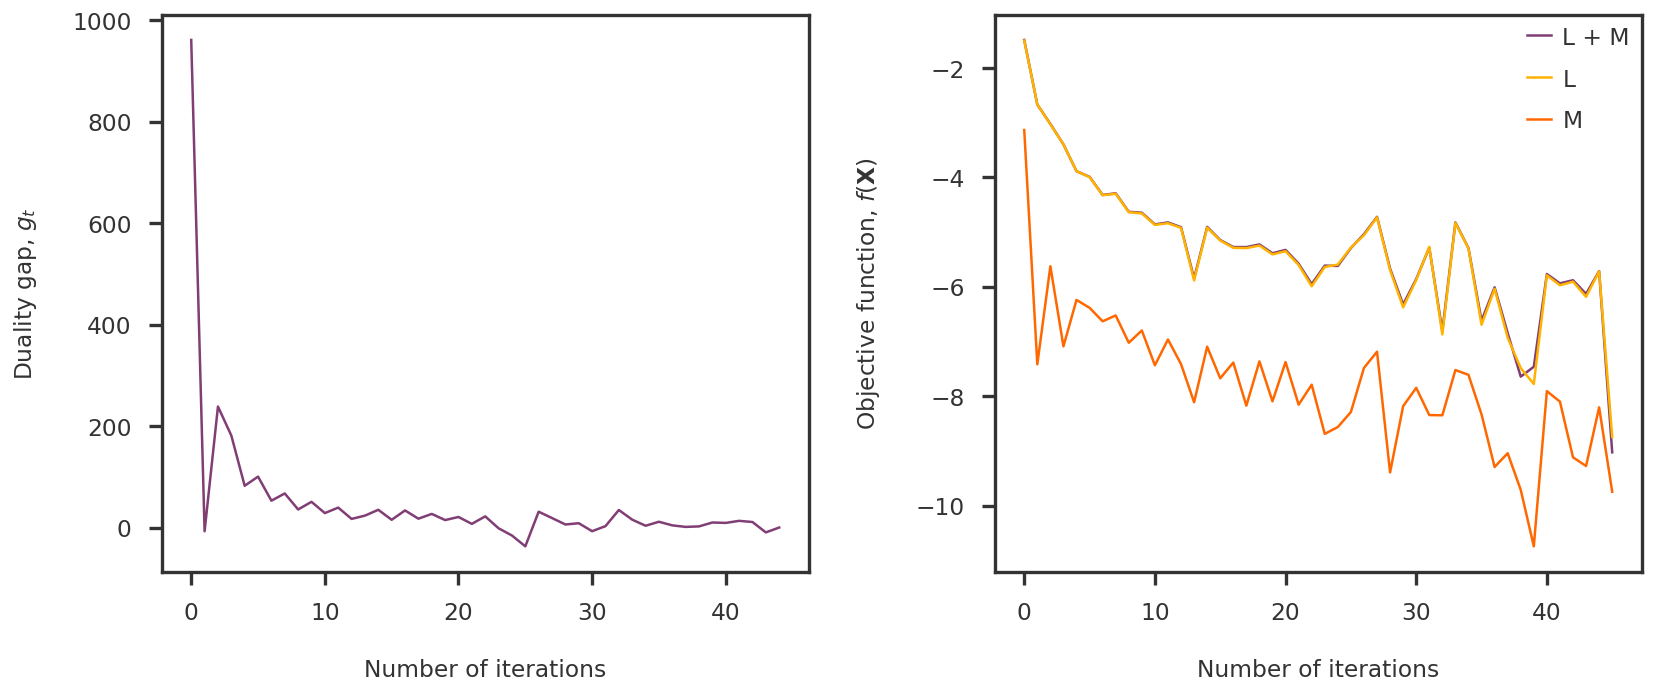 Duality gap, gₜ
1000
800
600
400
200
0
0 10 20 30 40
Number of iterations
Objective function, f(X)
−2
−4
−6
−8
−10
L + M
L
M
0 10 20 30 40
Number of iterations